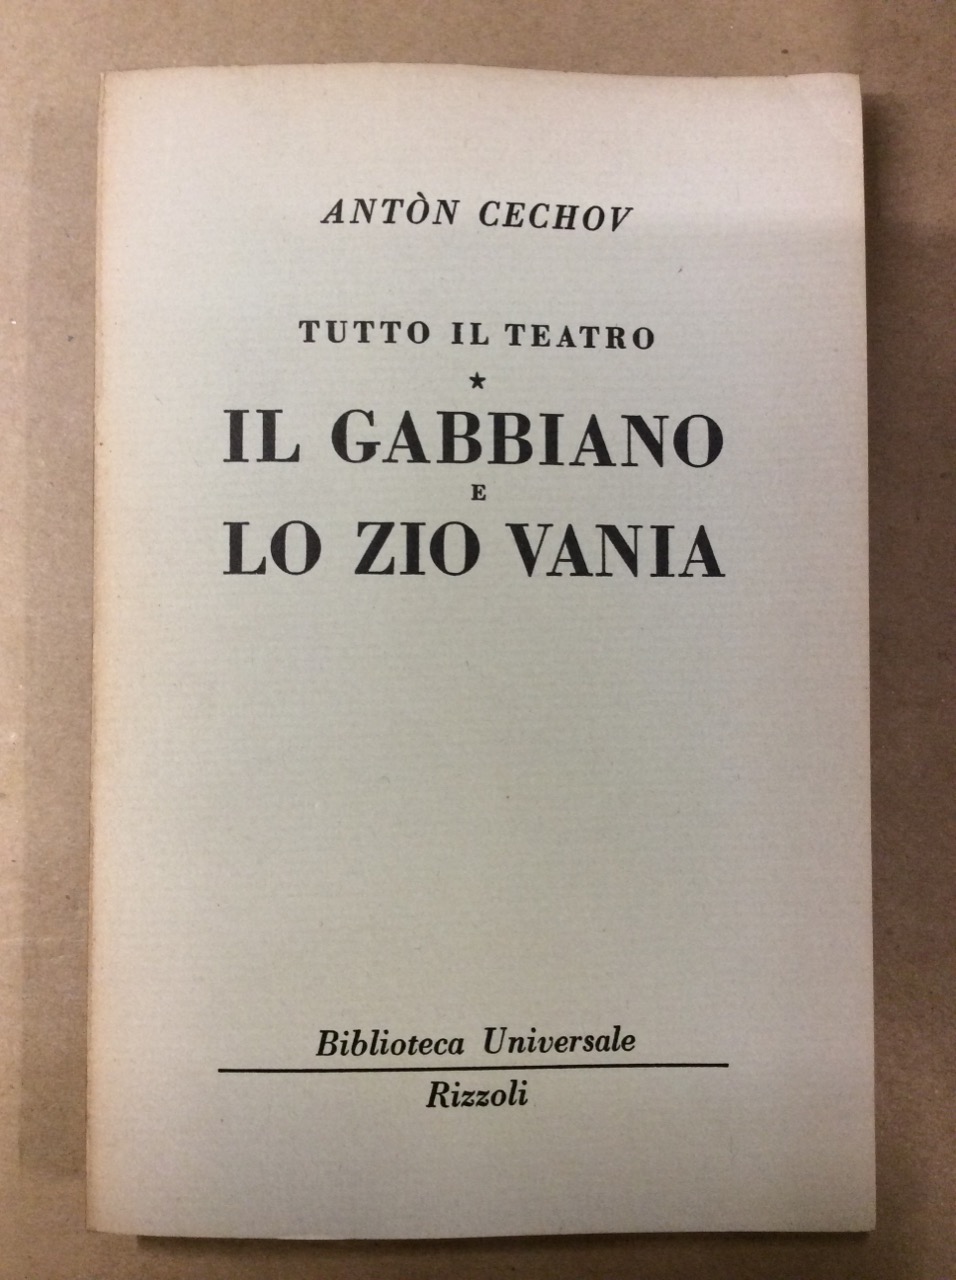 ANTÒN CECHOV
TUTTO IL TEATRO
★
IL GABBIANO
E
LO ZIO VANIA
Biblioteca Universale
Rizzoli